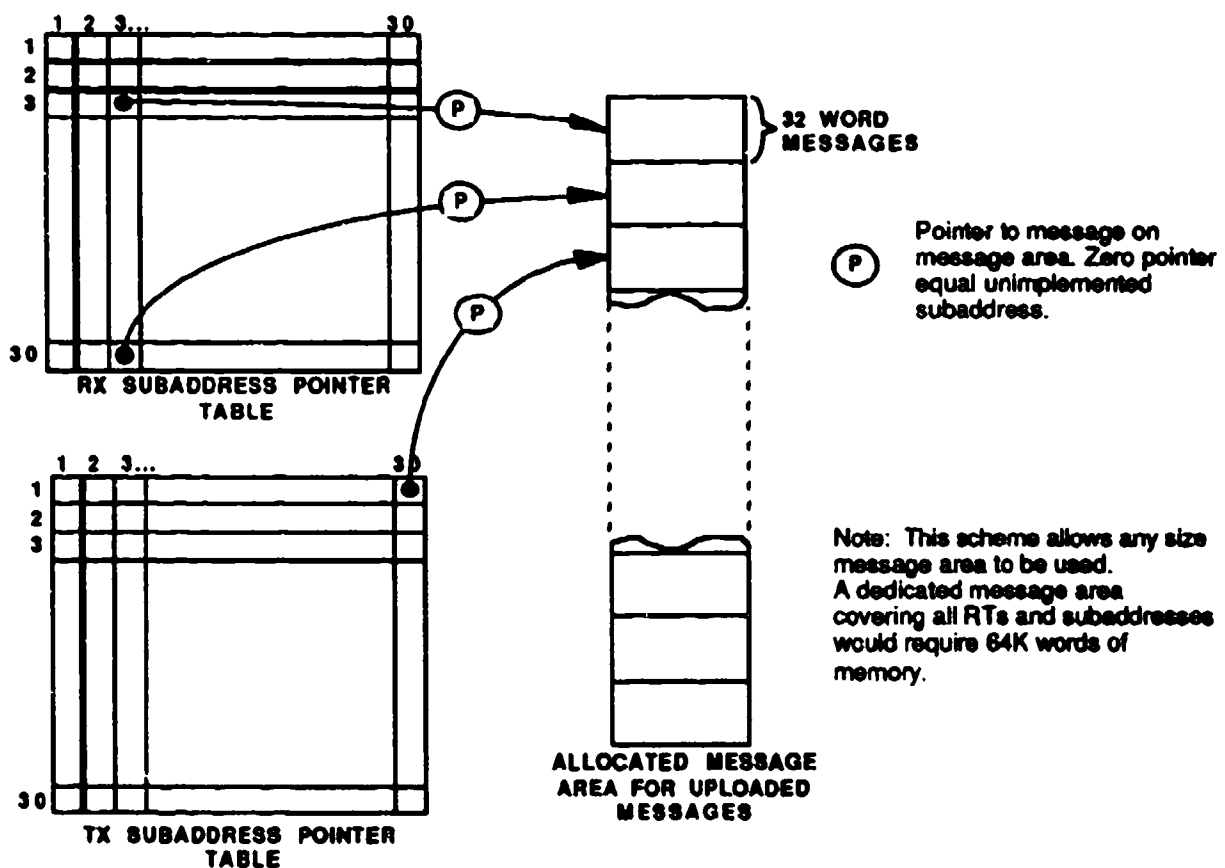 1 2 3... 30
1
2
3
30
RX SUBADDRESS POINTER
TABLE
P
P
P
32 WORD
MESSAGES
P
Pointer to message on
message area. Zero pointer
equal unimplemented
subaddress.
1 2 3... 30
1
2
3
30
TX SUBADDRESS POINTER
TABLE
ALLOCATED MESSAGE
AREA FOR UPLOADED
MESSAGES
Note: This scheme allows any size
message area to be used.
A dedicated message area
covering all RTs and subaddresses
would require 64K words of
memory.